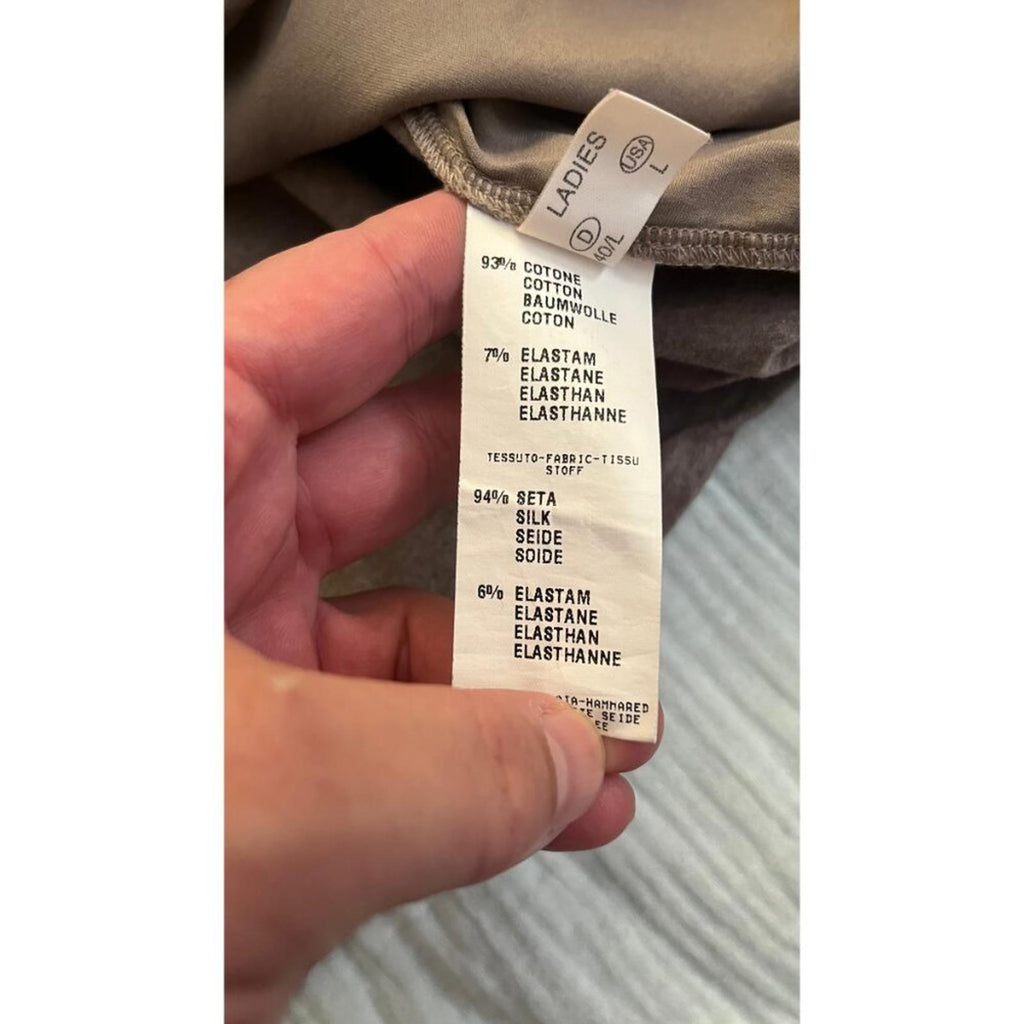 LADIES
USA
L
D
40/L
93% COTONE
COTTON
BAUMWOLLE
COTON
7% ELASTAM
ELASTANE
ELASTHAN
ELASTHANNE
TESSUTO-FABRIC-TISSU
STOFF
94% SETA
SILK
SEIDE
SOIDE
6% ELASTAM
ELASTANE
ELASTHAN
ELASTHANNE
SEIDE